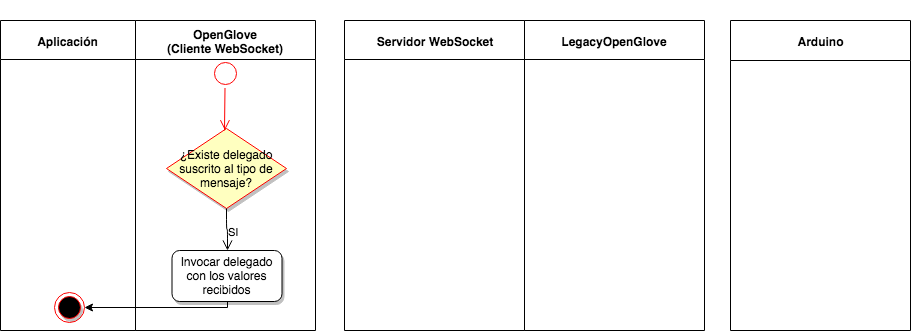 Aplicación
OpenGlove
(Cliente WebSocket)
Servidor WebSocket
LegacyOpenGlove
Arduino
¿Existe delegado
suscrito al tipo de
mensaje?
SI
Invocar delegado
con los valores
recibidos